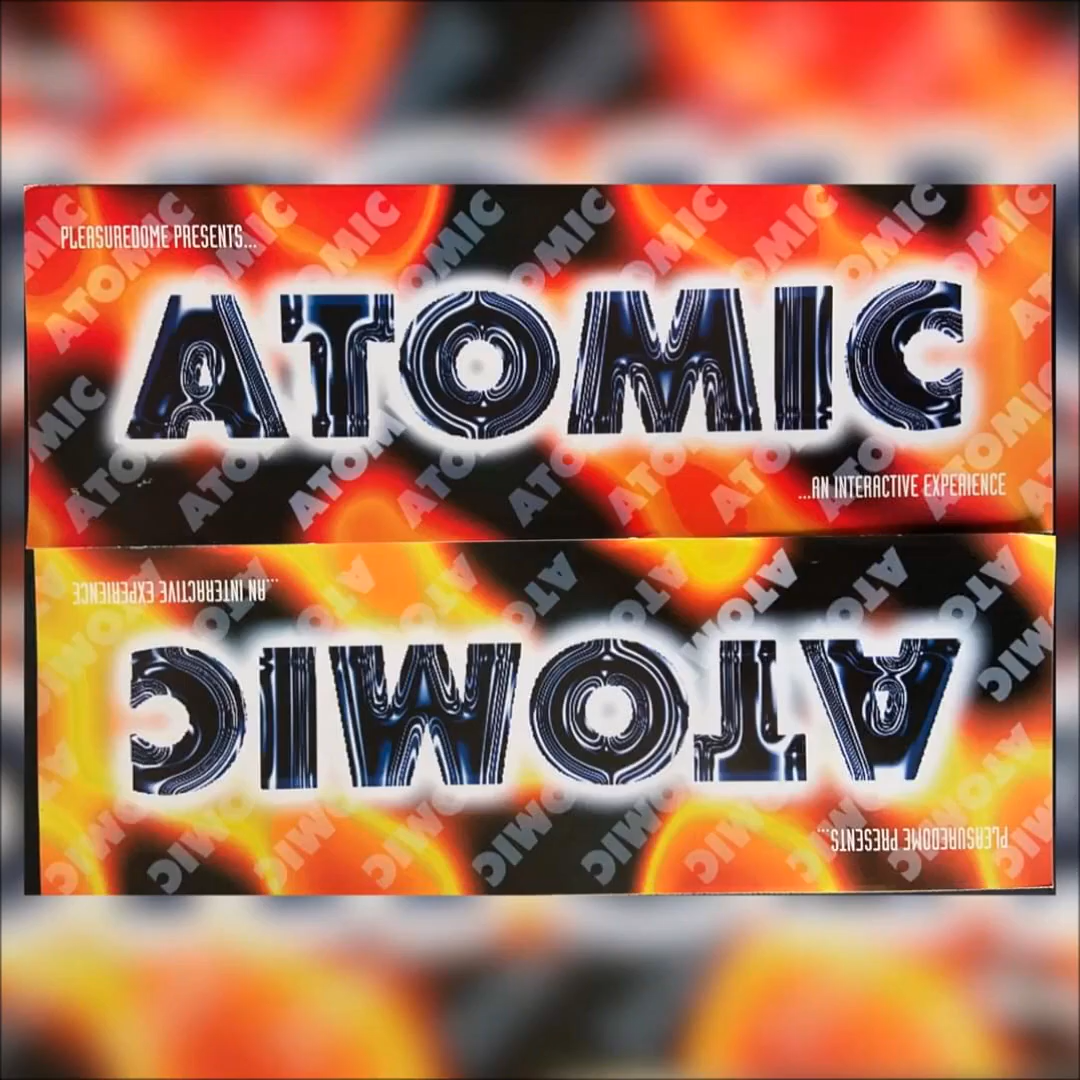 PLEASUREDOME PRESENTS...
ATOMIC
...AN INTERACTIVE EXPERIENCE
...AN INTERACTIVE EXPERIENCE
ATOMIC
PLEASUREDOME PRESENTS...